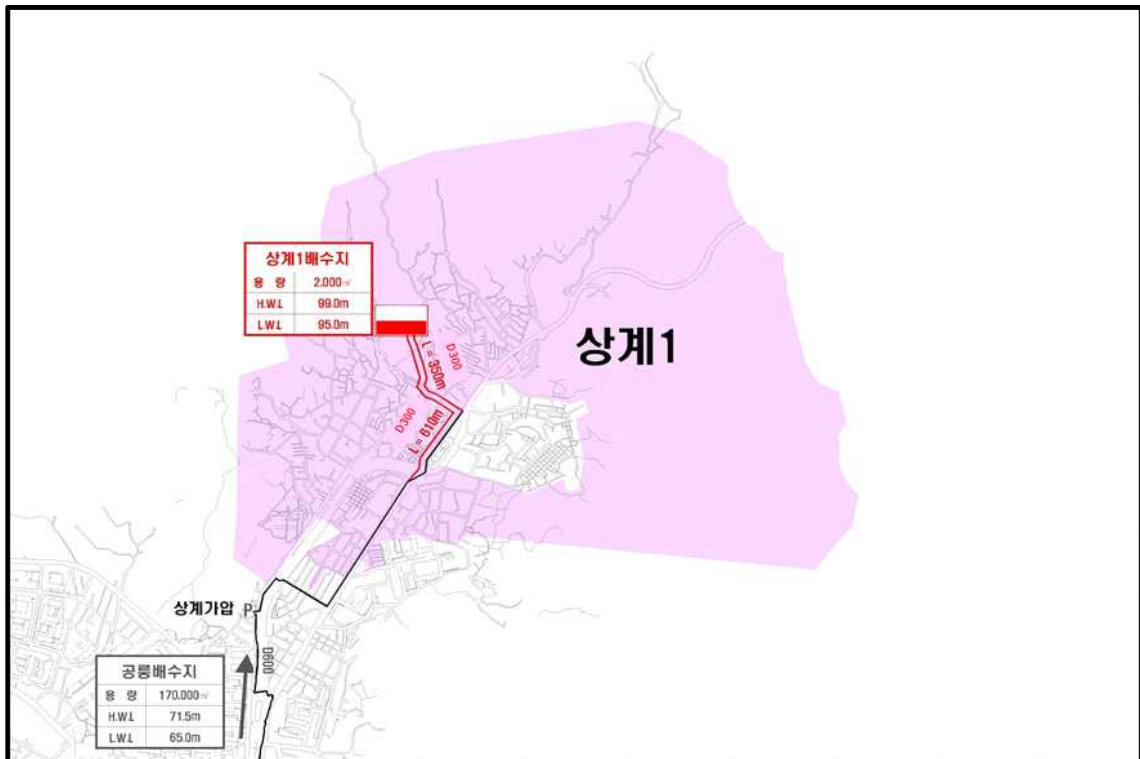 상계1배수지
용 량 2.000㎥
H.W.L 99.0m
L.W.L 95.0m
L = 350m
D300
상계1
D300
L = 610m
상계가압 P
D600
공릉배수지
용 량 170.000㎥
H.W.L 71.5m
L.W.L 65.0m